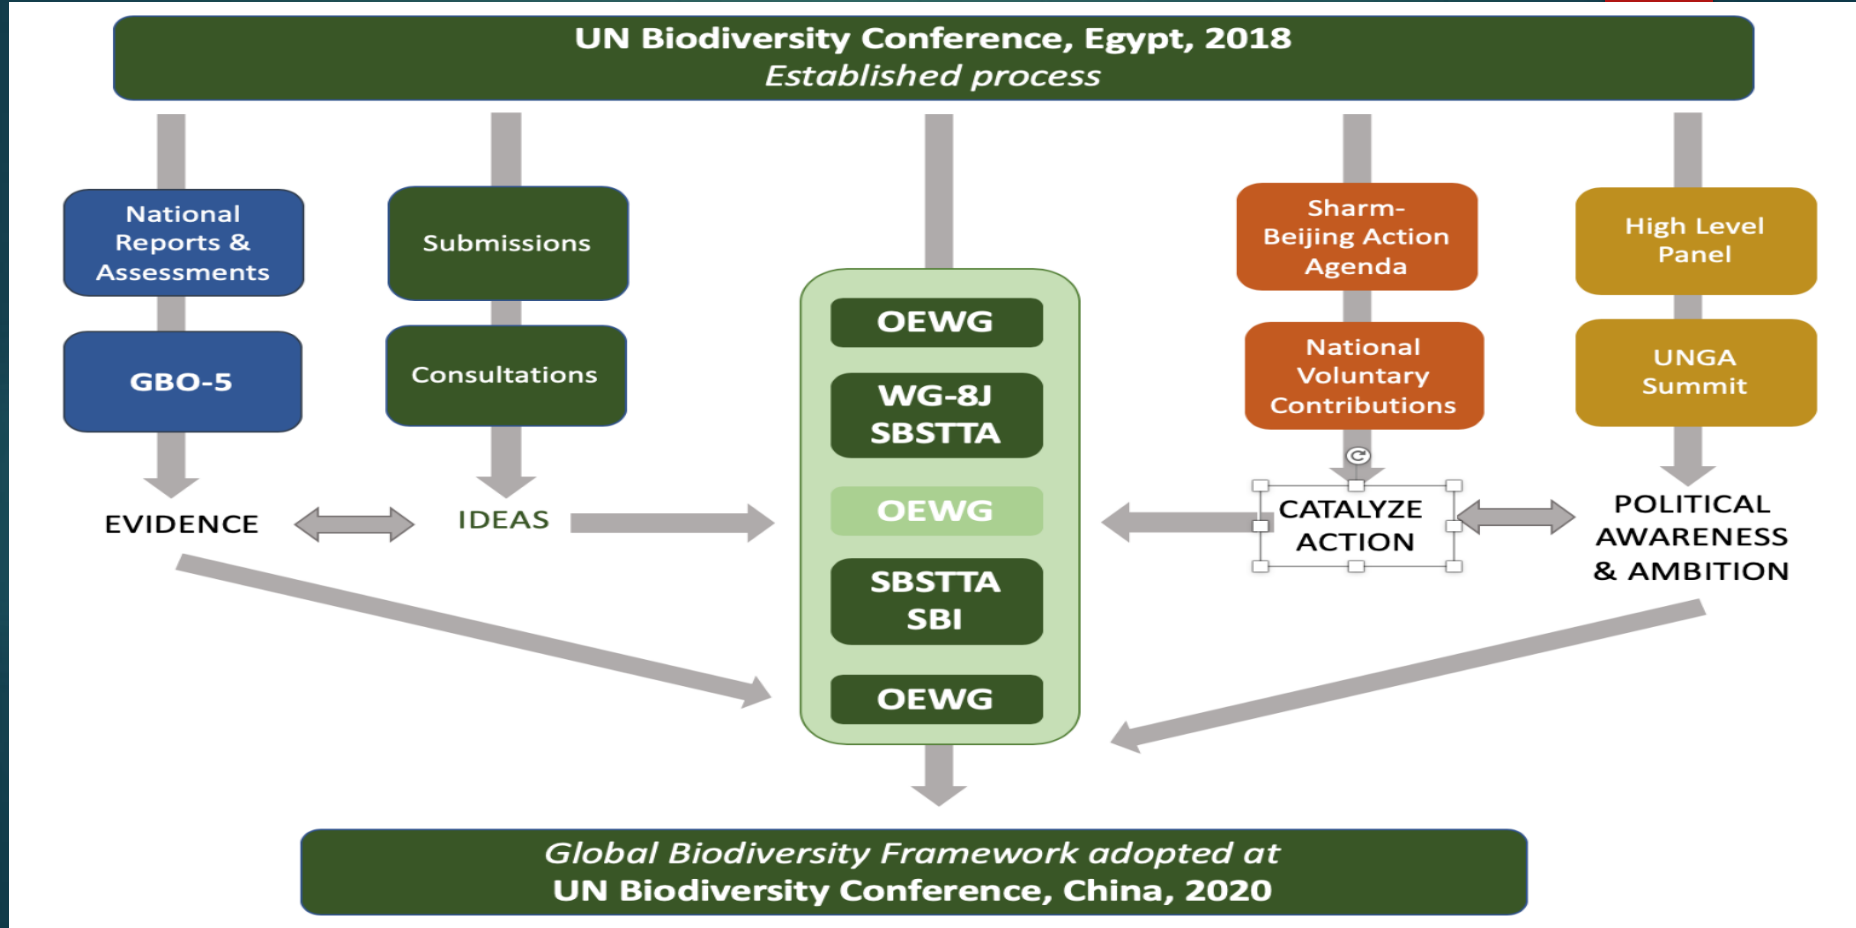 UN Biodiversity Conference, Egypt, 2018
Established process
National
Reports &
Assessments
GBO-5
EVIDENCE
Submissions
Consultations
IDEAS
OEWG
WG-8J
SBSTTA
OEWG
SBSTTA
SBI
OEWG
Sharm-
Beijing Action
Agenda
National
Voluntary
Contributions
CATALYZE
ACTION
High Level
Panel
UNGA
Summit
POLITICAL
AWARENESS
& AMBITION
Global Biodiversity Framework adopted at
UN Biodiversity Conference, China, 2020